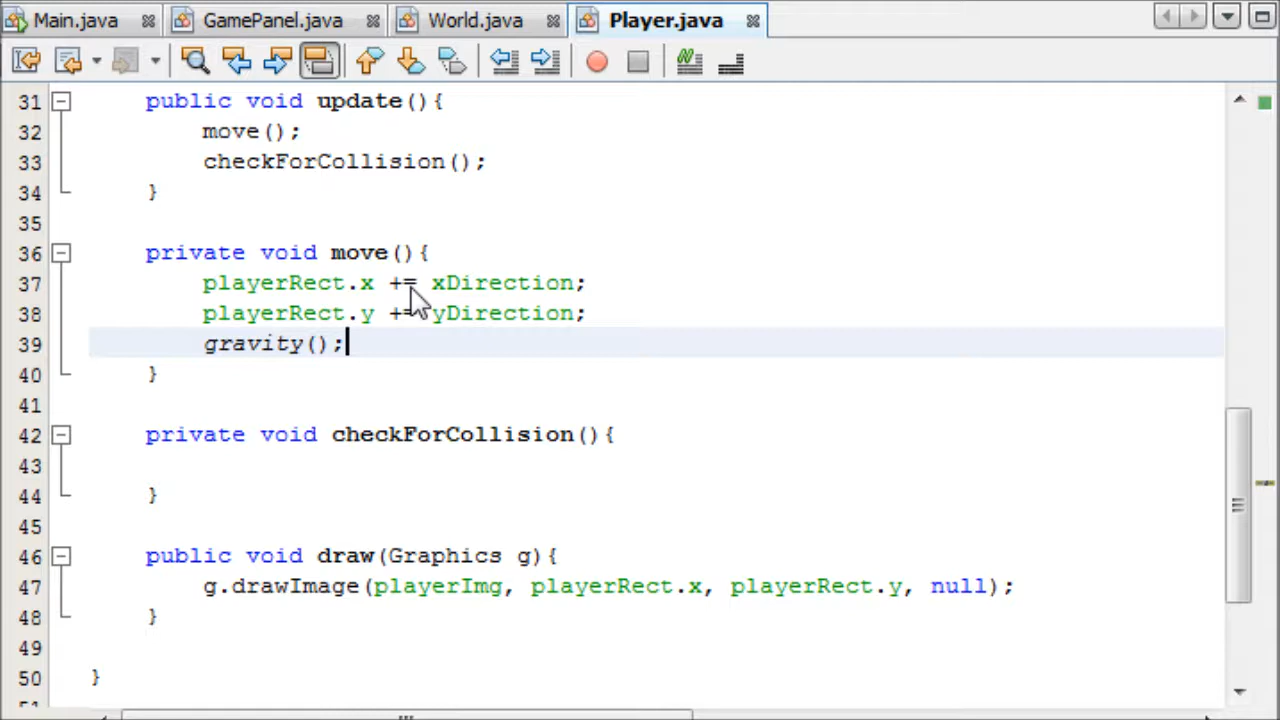 Main.java GamePanel.java World.java Player.java
31 public void update(){
32 move();
33 checkForCollision();
34 }
35
36 private void move(){
37 playerRect.x += xDirection;
38 playerRect.y += yDirection;
39 gravity();
40 }
41
42 private void checkForCollision(){
43
44 }
45
46 public void draw(Graphics g){
47 g.drawImage(playerImg, playerRect.x, playerRect.y, null);
48 }
49
50 }
51